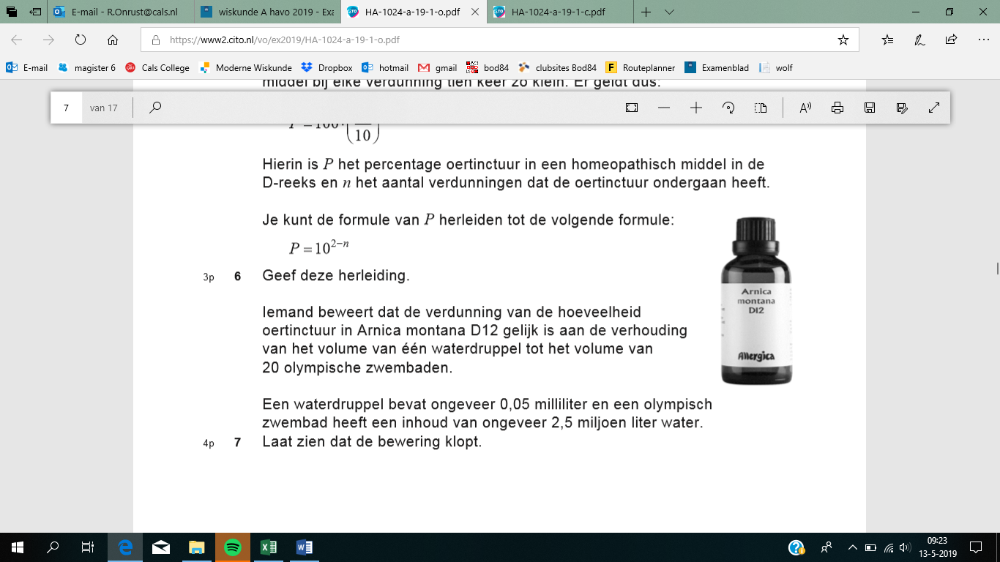 E-mail - R.Onrust@cals.nl
wiskunde A havo 2019 - Exa
HA-1024-a-19-1-o.pdf
HA-1024-a-19-1-c.pdf
https://www2.cito.nl/vo/ex2019/HA-1024-a-19-1-o.pdf
E-mail
magister 6
Cals College
Moderne Wiskunde
Dropbox
hotmail
gmail
bod84
clubsites Bod84
Routeplanner
Examenblad
wolf
middel bij elke verdunning tien keer zo klein. Er geldt dus:
7 van 17
P = 100 · ( /10)
Hierin is P het percentage oertinctuur in een homeopathisch middel in de
D-reeks en n het aantal verdunningen dat de oertinctuur ondergaan heeft.
Je kunt de formule van P herleiden tot de volgende formule:
P = 10^{2−n}
3p 6 Geef deze herleiding.
Iemand beweert dat de verdunning van de hoeveelheid
oertinctuur in Arnica montana D12 gelijk is aan de verhouding
van het volume van één waterdruppel tot het volume van
20 olympische zwembaden.
Arnica
montana
D12
Allergica
Een waterdruppel bevat ongeveer 0,05 milliliter en een olympisch
zwembad heeft een inhoud van ongeveer 2,5 miljoen liter water.
4p 7 Laat zien dat de bewering klopt.
09:23
13-5-2019